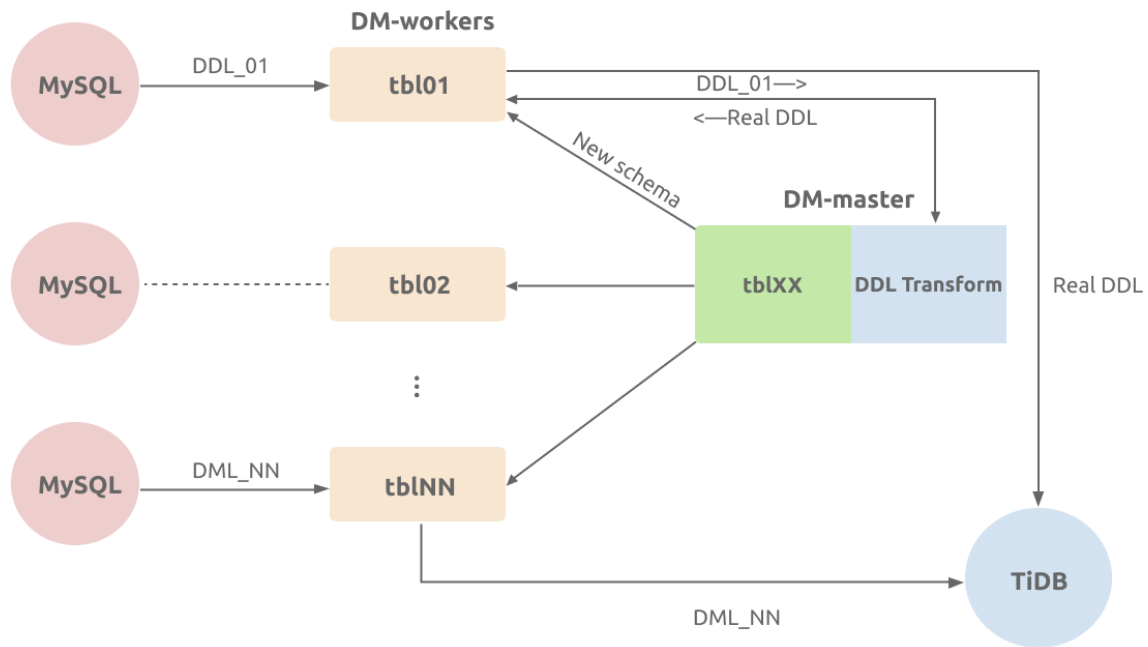 DM-workers
MySQL
DDL_01
tbl01
DDL_01—>
<—Real DDL
New schema
DM-master
MySQL
tbl02
tblXX
DDL Transform
Real DDL
⋮
MySQL
DML_NN
tblNN
TiDB
DML_NN